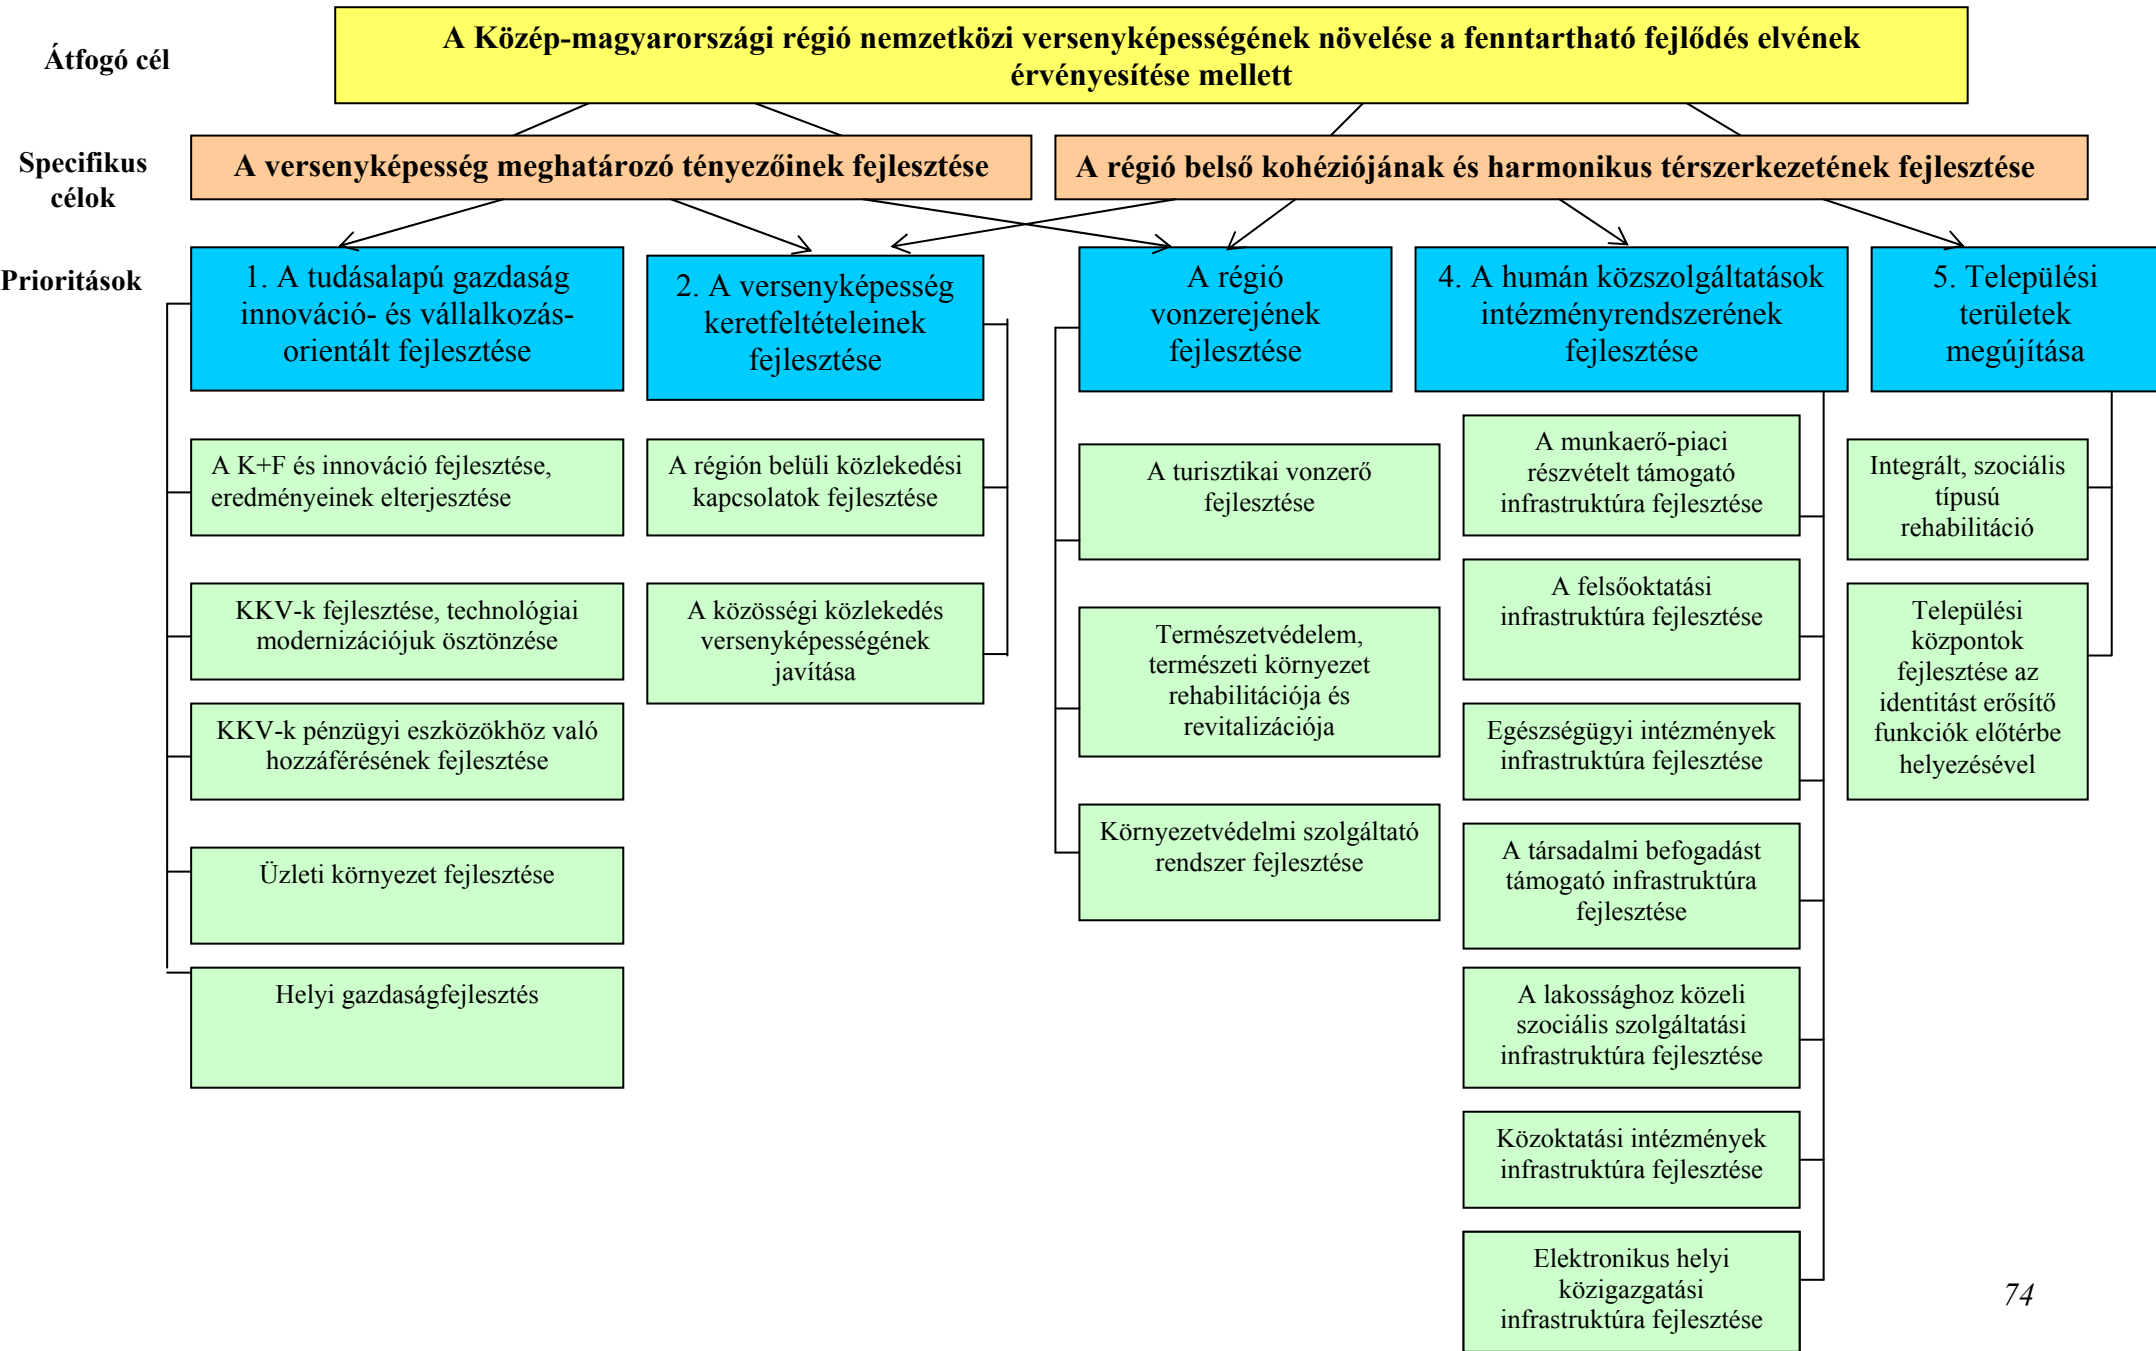 Átfogó cél
A Közép-magyarországi régió nemzetközi versenyképességének növelése a fenntartható fejlődés elvének
érvényesítése mellett
Specifikus
célok
A versenyképesség meghatározó tényezőinek fejlesztése
A régió belső kohéziójának és harmonikus térszerkezetének fejlesztése
Prioritások
1. A tudásalapú gazdaság
innováció- és vállalkozás-
orientált fejlesztése
A K+F és innováció fejlesztése,
eredményeinek elterjesztése
KKV-k fejlesztése, technológiai
modernizációjuk ösztönzése
KKV-k pénzügyi eszközökhöz való
hozzáférésének fejlesztése
Üzleti környezet fejlesztése
Helyi gazdaságfejlesztés
2. A versenyképesség
keretfeltételeinek
fejlesztése
A régión belüli közlekedési
kapcsolatok fejlesztése
A közösségi közlekedés
versenyképességének
javítása
A régió
vonzerejének
fejlesztése
A turisztikai vonzerő
fejlesztése
Természetvédelem,
természeti környezet
rehabilitációja és
revitalizációja
Környezetvédelmi szolgáltató
rendszer fejlesztése
4. A humán közszolgáltatások
intézményrendszerének
fejlesztése
A munkaerő-piaci
részvételt támogató
infrastruktúra fejlesztése
A felsőoktatási
infrastruktúra fejlesztése
Egészségügyi intézmények
infrastruktúra fejlesztése
A társadalmi befogadást
támogató infrastruktúra
fejlesztése
A lakossághoz közeli
szociális szolgáltatási
infrastruktúra fejlesztése
Közoktatási intézmények
infrastruktúra fejlesztése
Elektronikus helyi
közigazgatási
infrastruktúra fejlesztése
5. Települési
területek
megújítása
Integrált, szociális
típusú
rehabilitáció
Települési
központok
fejlesztése az
identitást erősítő
funkciók előtérbe
helyezésével
74